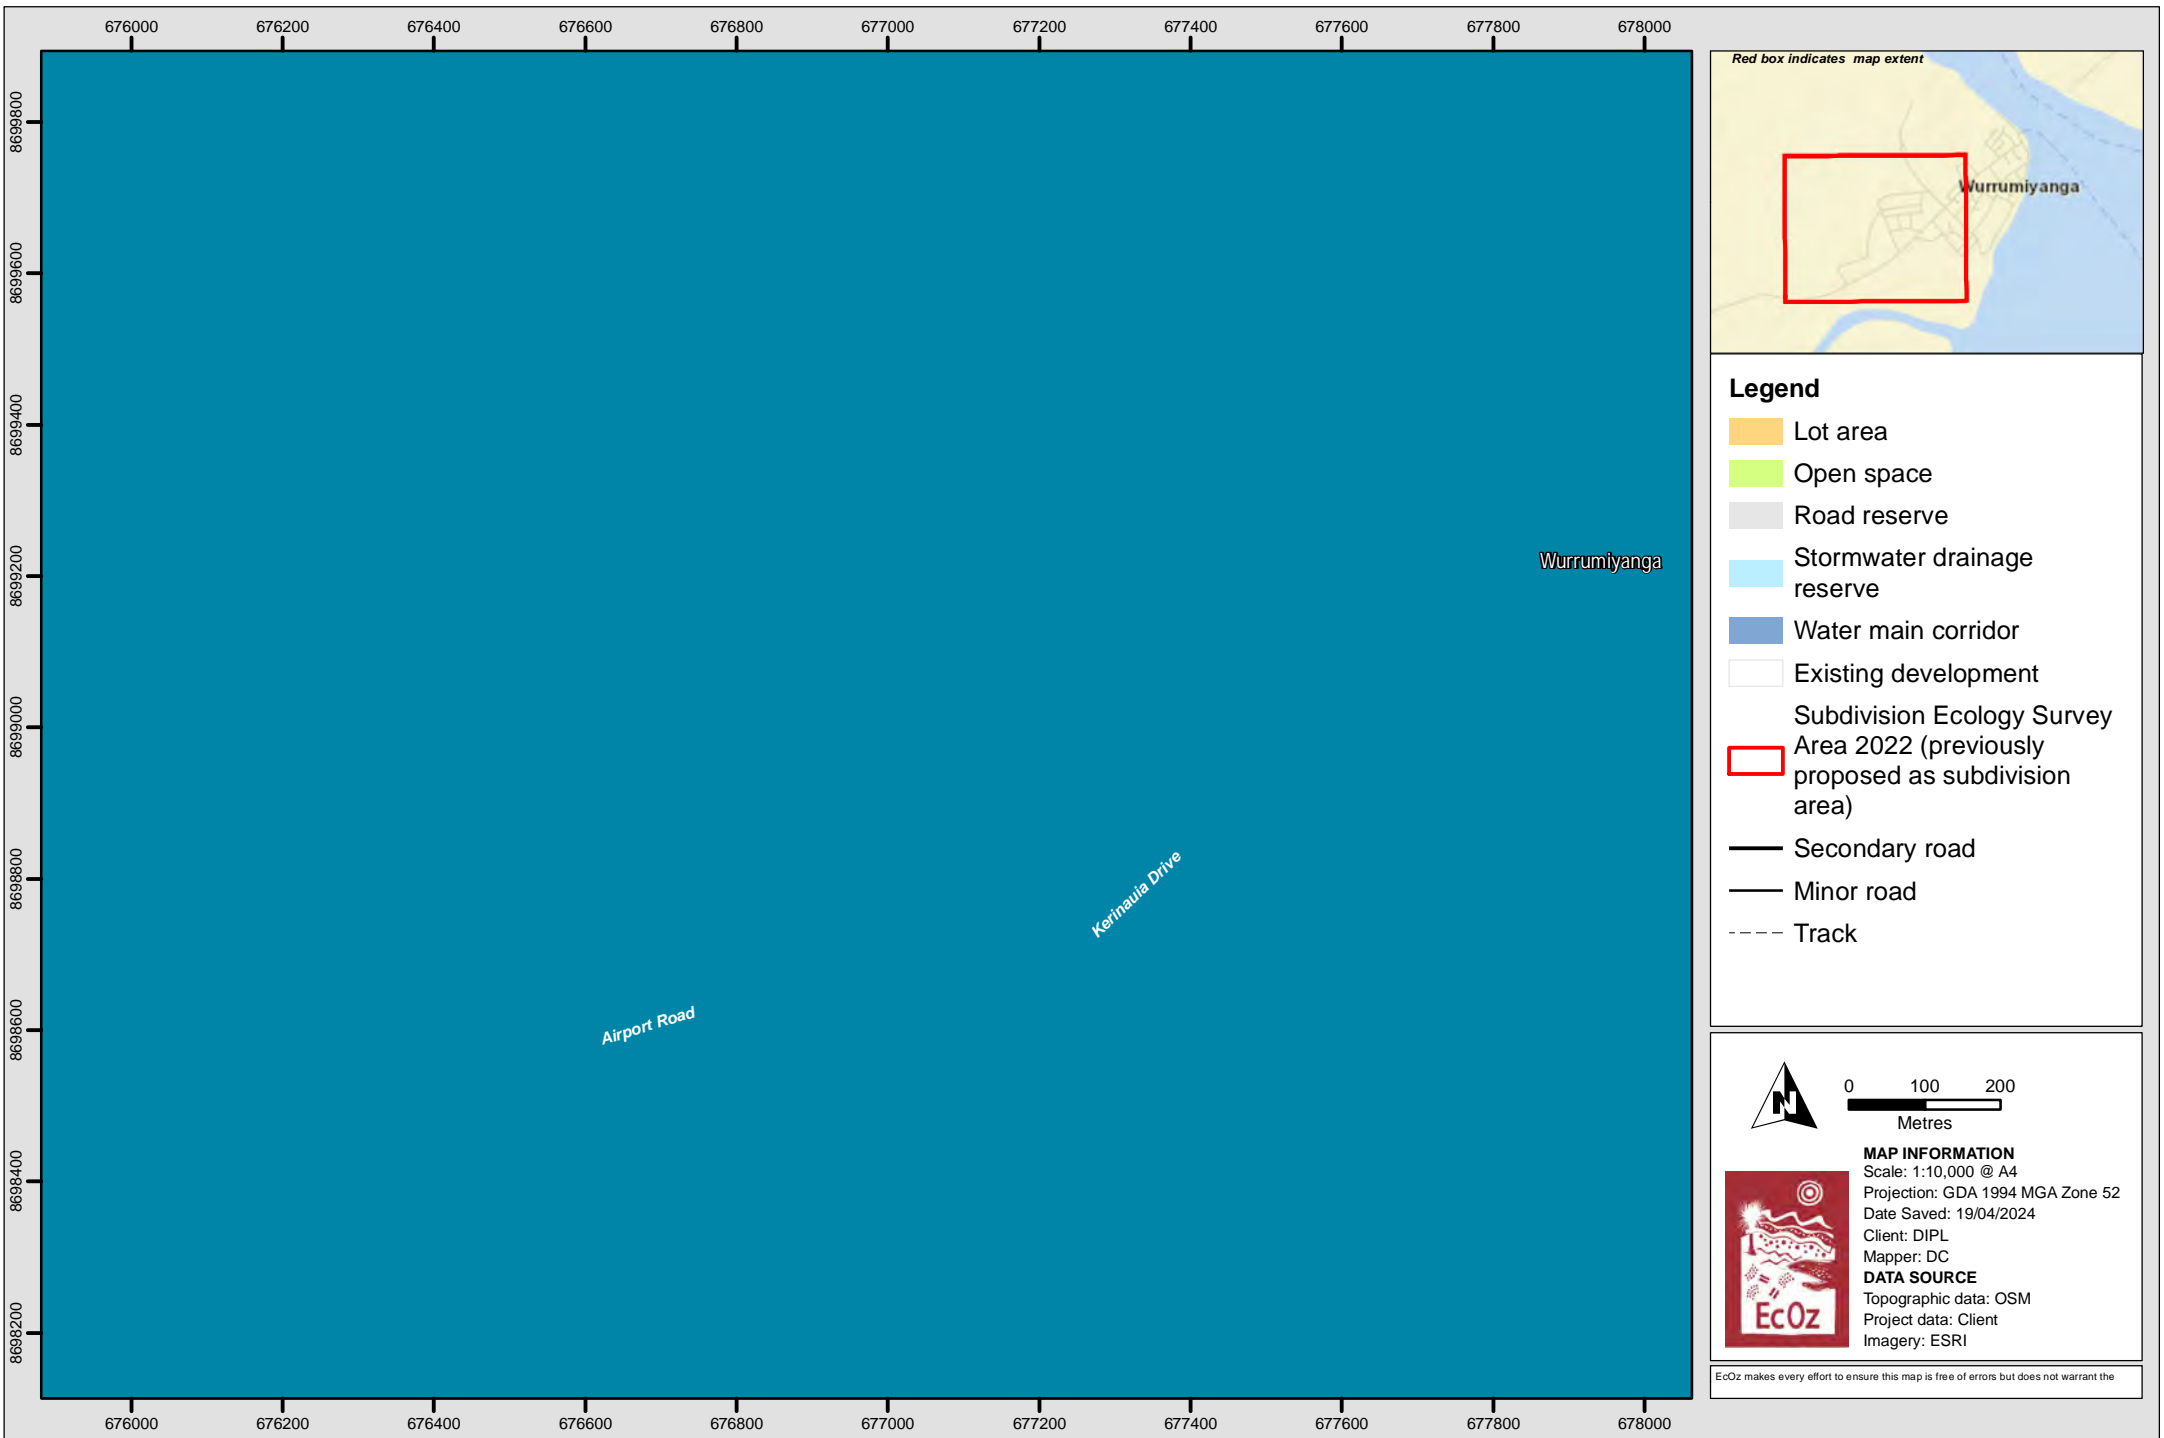 676000 676200 676400 676600 676800 677000 677200 677400 677600 677800 678000
8699800
8699600
8699400
8699200
8699000
8698800
8698600
8698400
8698200
Wurrumiyanga
Kerinauia Drive
Airport Road
676000 676200 676400 676600 676800 677000 677200 677400 677600 677800 678000
Red box indicates map extent
Wurrumiyanga
Legend
Lot area
Open space
Road reserve
Stormwater drainage
reserve
Water main corridor
Existing development
Subdivision Ecology Survey
Area 2022 (previously
proposed as subdivision
area)
Secondary road
Minor road
Track
N
0 100 200
Metres
MAP INFORMATION
Scale: 1:10,000 @ A4
Projection: GDA 1994 MGA Zone 52
Date Saved: 19/04/2024
Client: DIPL
Mapper: DC
DATA SOURCE
Topographic data: OSM
Project data: Client
Imagery: ESRI
EcOz
EcOz makes every effort to ensure this map is free of errors but does not warrant the